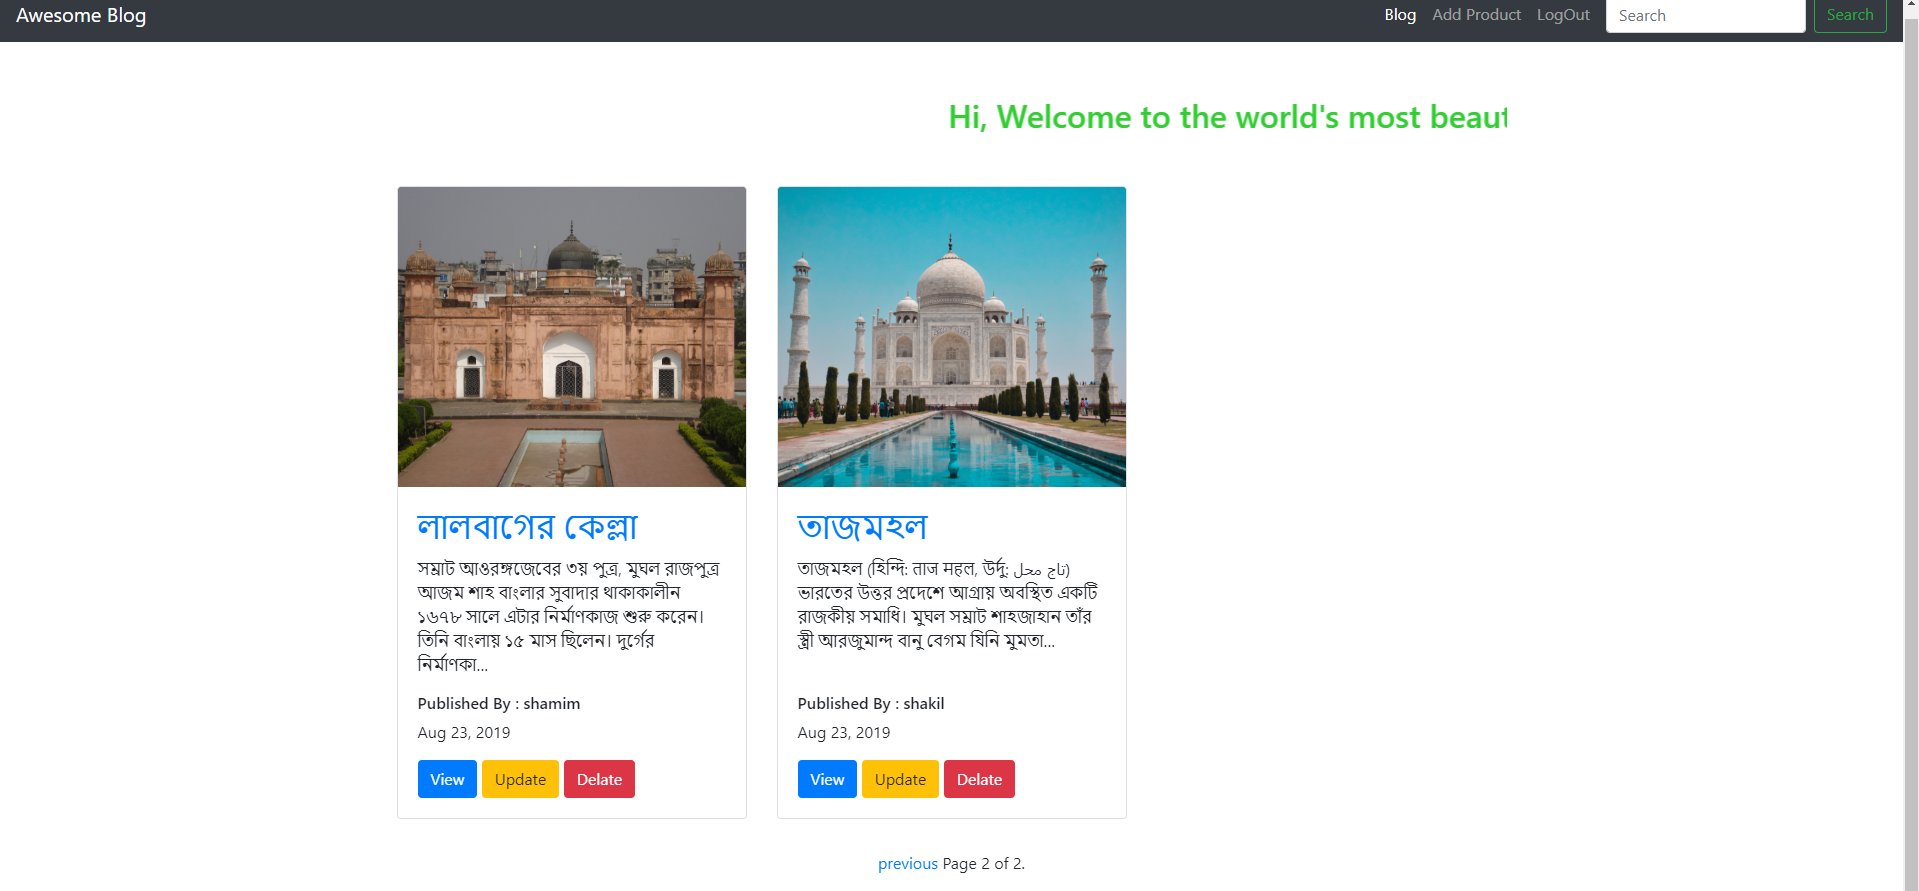 Awesome Blog
Blog Add Product LogOut Search Search
Hi, Welcome to the world's most beaut
লালবাগের কেল্লা
সম্রাট আওরঙ্গজেবের ৩য় পুত্র, মুঘল রাজপুত্র
আজম শাহ বাংলার সুবাদার থাকাকালীন
১৬৭৮ সালে এটার নির্মাণকাজ শুরু করেন।
তিনি বাংলায় ১৫ মাস ছিলেন। দুর্গের
নির্মাণকা...
Published By : shamim
Aug 23, 2019
View Update Delate
তাজমহল
তাজমহল (হিন্দি: ताज महल, উর্দু: تاج محل)
ভারতের উত্তর প্রদেশে আগ্রায় অবস্থিত একটি
রাজকীয় সমাধি। মুঘল সম্রাট শাহজাহান তাঁর
স্ত্রী আরজুমান্দ বানু বেগম যিনি মুমতা...
Published By : shakil
Aug 23, 2019
View Update Delate
previous Page 2 of 2.